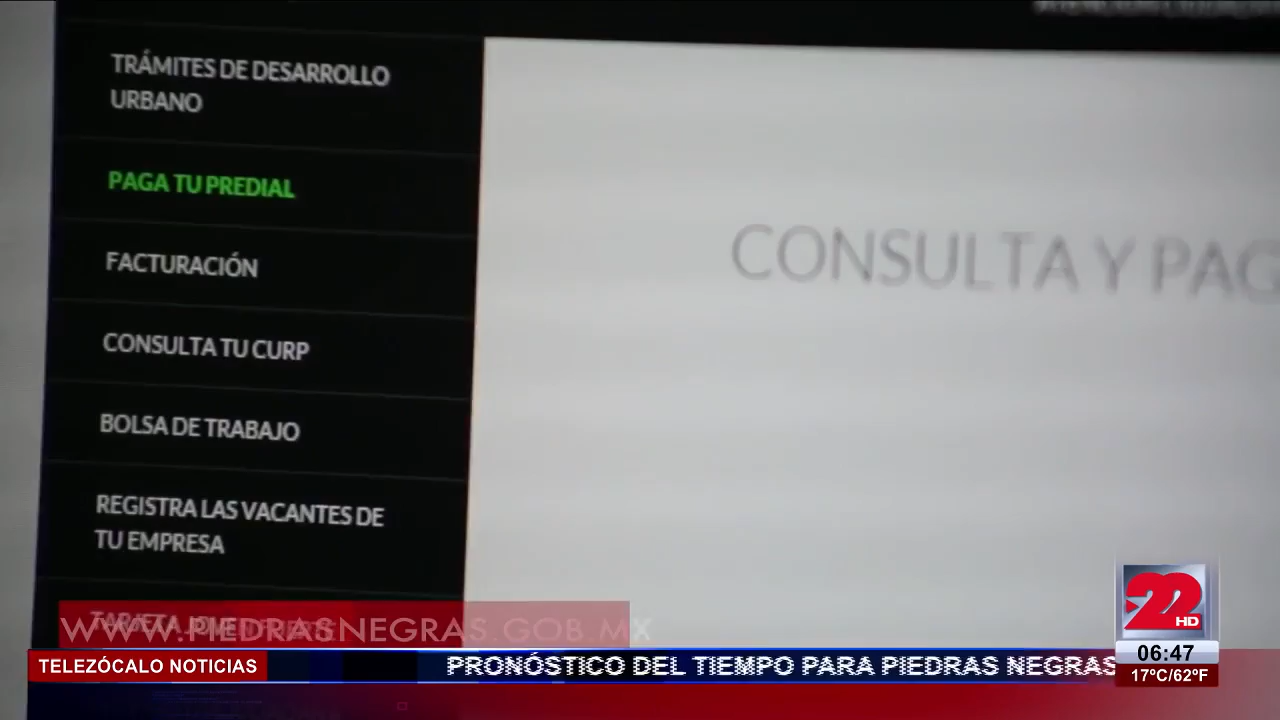 TRÁMITES DE DESARROLLO
URBANO
PAGA TU PREDIAL
FACTURACIÓN
CONSULTA TU CURP
BOLSA DE TRABAJO
REGISTRA LAS VACANTES DE
TU EMPRESA
CONSULTA Y PAG
TARJETA JOVEN
WWW.PIEDRASNEGRAS.GOB.MX
TELEZÓCALO NOTICIAS
PRONÓSTICO DEL TIEMPO PARA PIEDRAS NEGRAS
22
HD
06:47
17°C/62°F